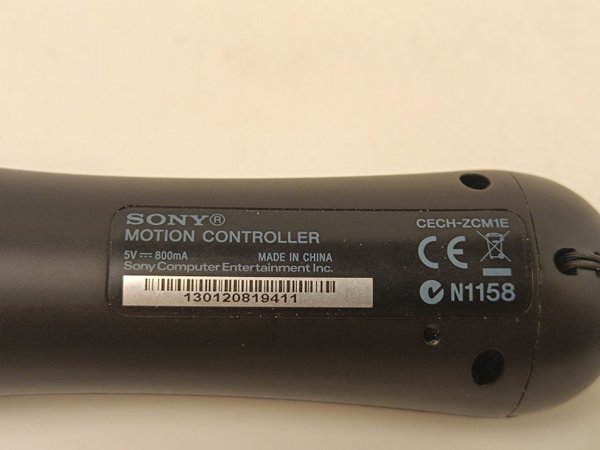 SONY®
MOTION CONTROLLER
5V⎓800mA MADE IN CHINA
Sony Computer Entertainment Inc.
130120819411
CECH-ZCM1E
CE
N1158